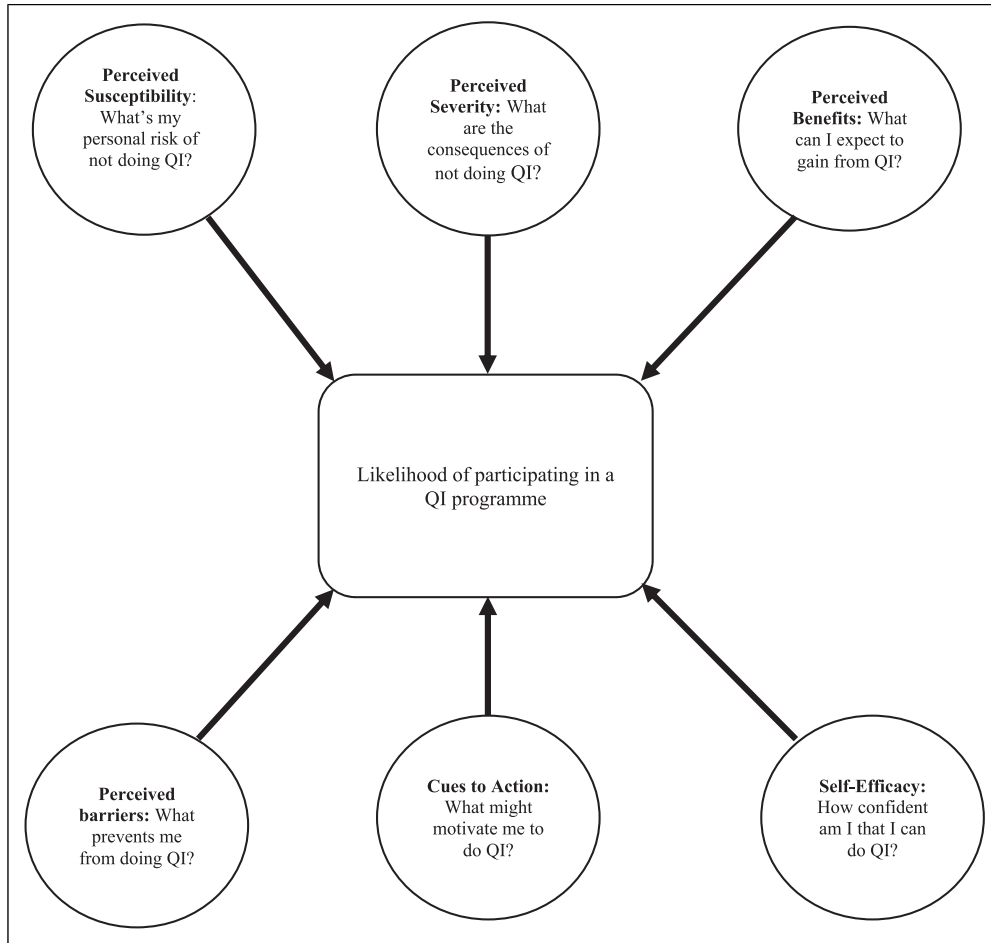 Perceived
Susceptibility:
What's my
personal risk of
not doing QI?
Perceived
Severity: What
are the
consequences of
not doing QI?
Perceived
Benefits: What
can I expect to
gain from QI?
Likelihood of participating in a
QI programme
Perceived
barriers: What
prevents me
from doing QI?
Cues to Action:
What might
motivate me to
do QI?
Self-Efficacy:
How confident
am I that I can
do QI?